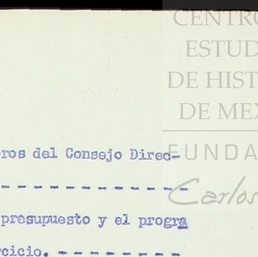 CENTRO
ESTUD
DE HIST
DE MEX
FUNDA
Carlos
ros del Consejo Direc-
- - - - - - - - - - - - -
presupuesto y el progra
rcicio. - - - - - - - -